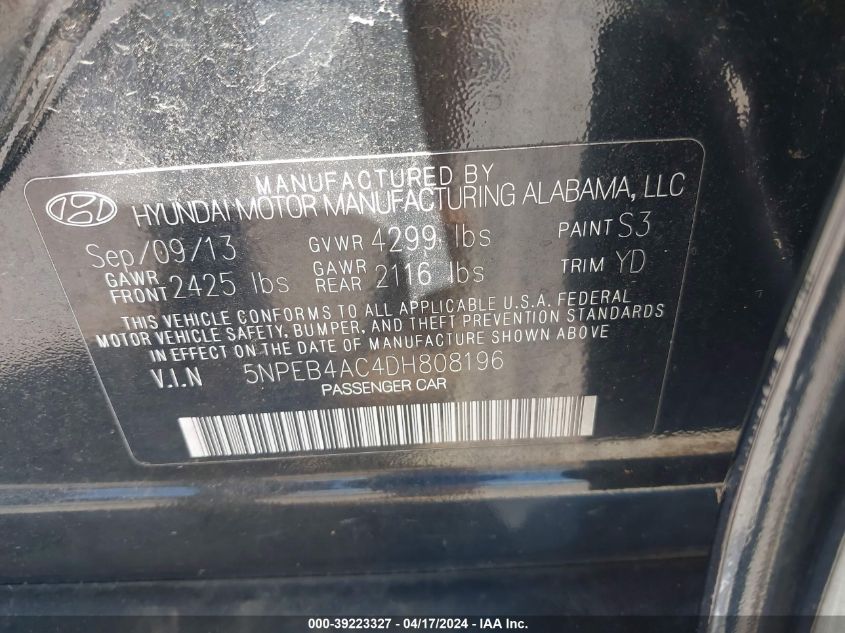 MANUFACTURED BY
HYUNDAI MOTOR MANUFACTURING ALABAMA, LLC
Sep/09/13 GVWR 4299 lbs PAINT S3
GAWR FRONT 2425 lbs GAWR REAR 2116 lbs TRIM YD
THIS VEHICLE CONFORMS TO ALL APPLICABLE U.S.A. FEDERAL
MOTOR VEHICLE SAFETY, BUMPER, AND THEFT PREVENTION STANDARDS
IN EFFECT ON THE DATE OF MANUFACTURE SHOWN ABOVE
V.I.N 5NPEB4AC4DH808196
PASSENGER CAR
000-39223327 - 04/17/2024 - IAA Inc.